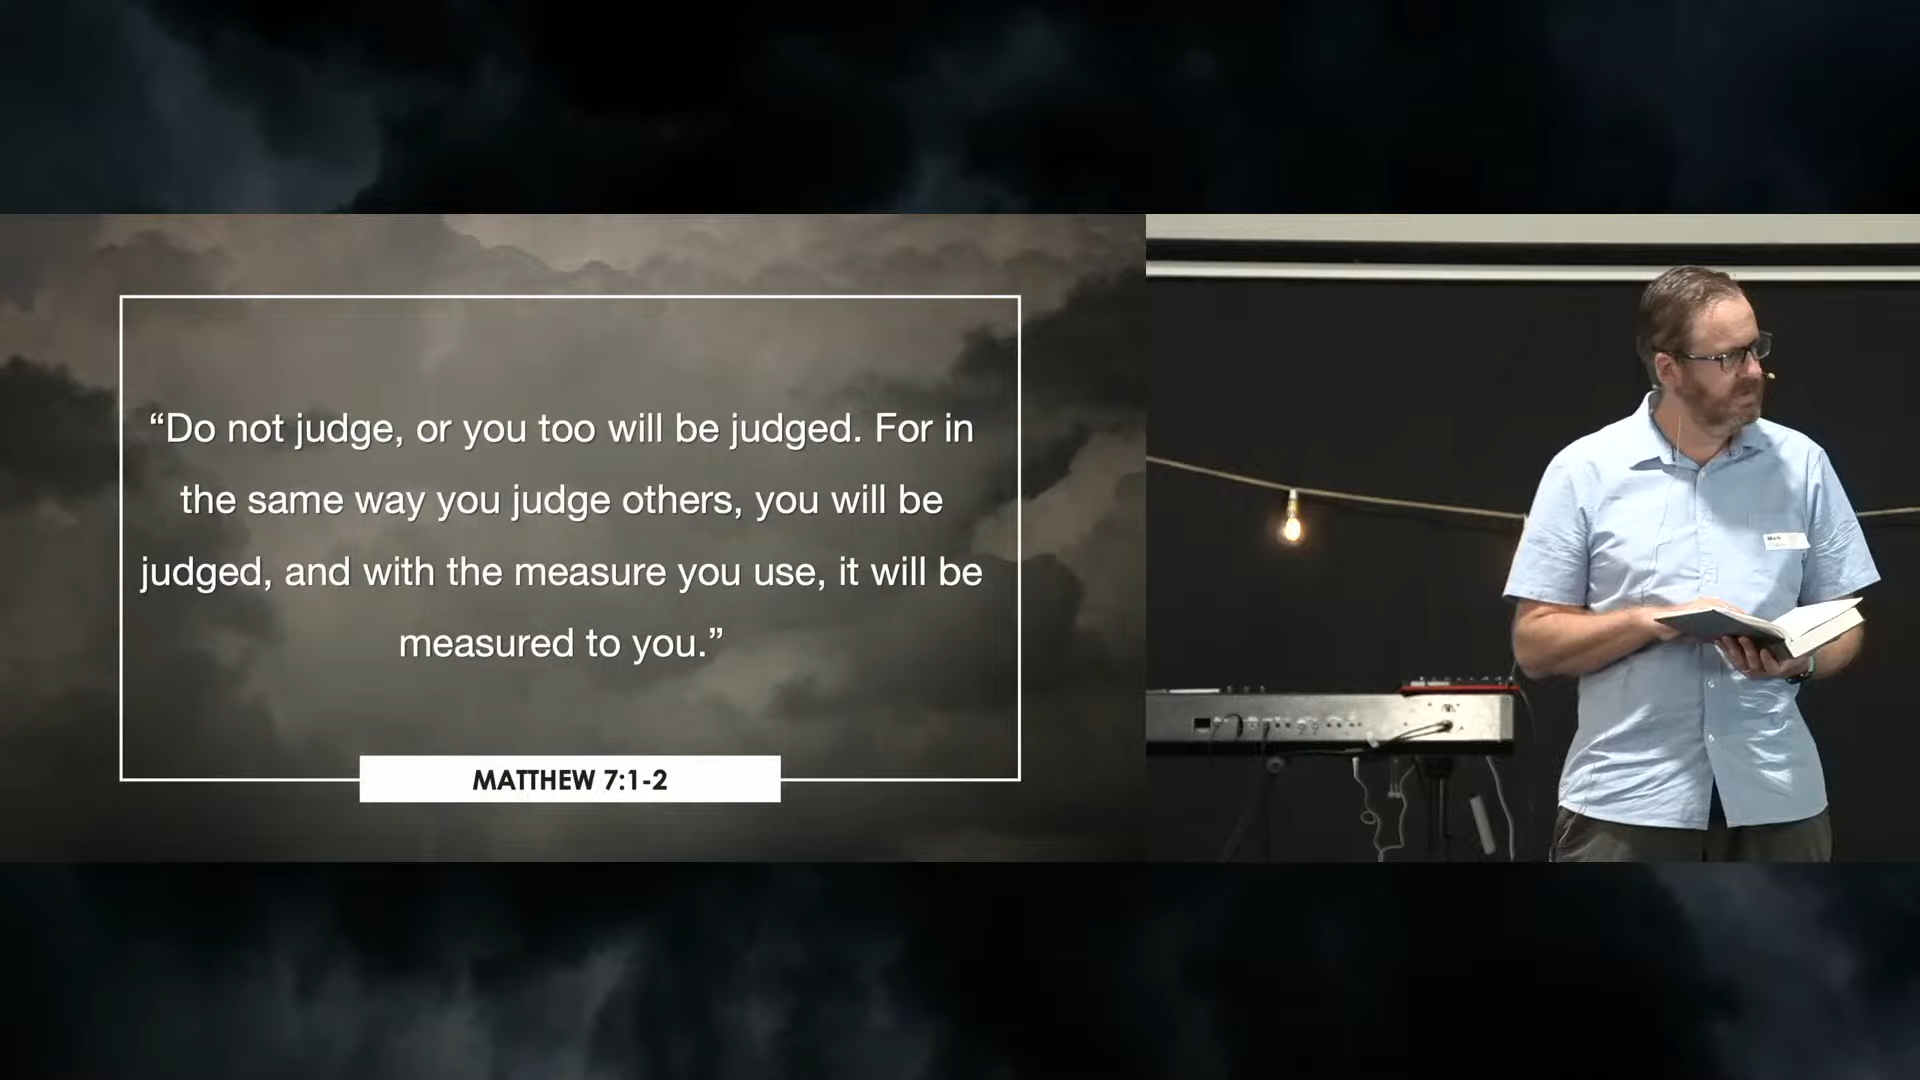 “Do not judge, or you too will be judged. For in
the same way you judge others, you will be
judged, and with the measure you use, it will be
measured to you.”
MATTHEW 7:1-2
Mark